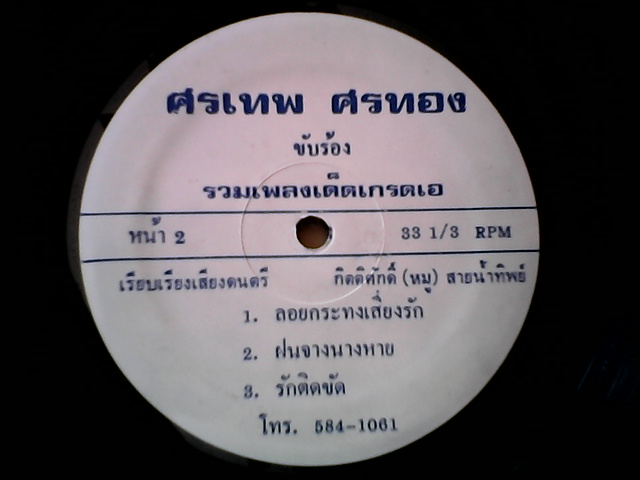 ศรเทพ ศรทอง
ขับร้อง
รวมเพลงเด็ดเกรดเอ
หน้า 2 33 1/3 RPM
เรียบเรียงเสียงดนตรี กิตติศักดิ์ (หมู) สายน้ำทิพย์
1. ลอยกระทงเสี่ยงรัก
2. ฝนจางนางหาย
3. รักติดขัด
โทร. 584-1061